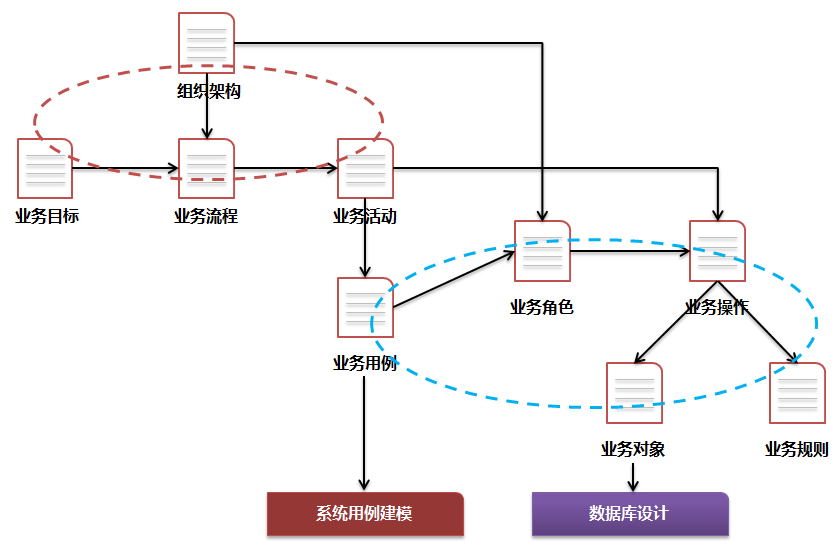 组织架构
业务目标
业务流程
业务活动
业务角色
业务操作
业务用例
业务对象
业务规则
系统用例建模
数据库设计